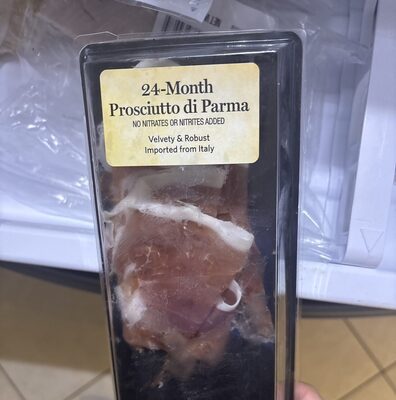 24-Month
Prosciutto di Parma
NO NITRATES OR NITRITES ADDED
Velvety & Robust
Imported from Italy